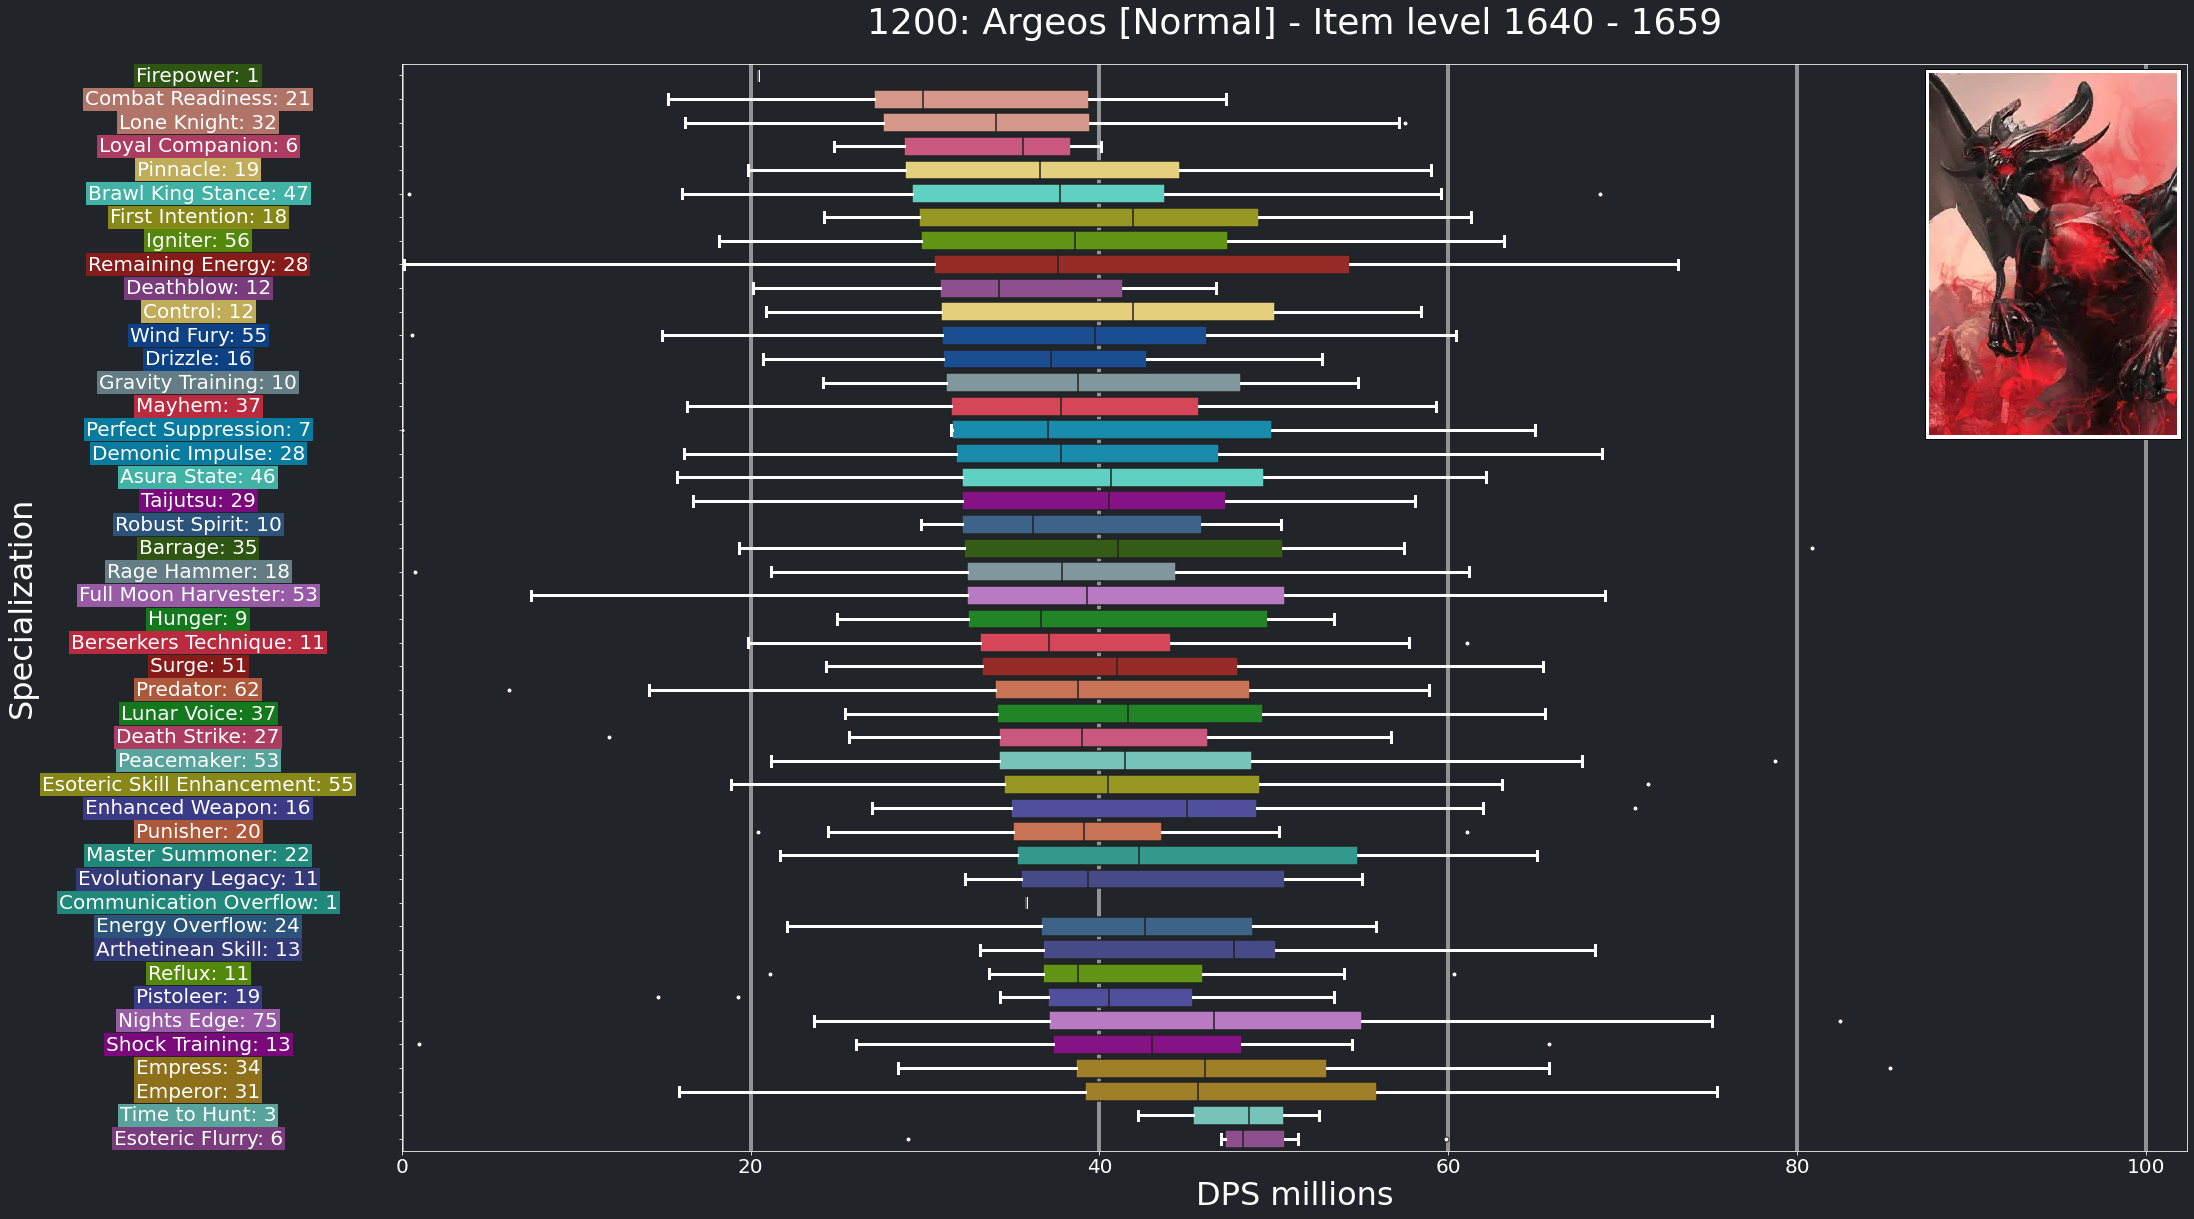 1200: Argeos [Normal] - Item level 1640 - 1659
Specialization
Firepower: 1
Combat Readiness: 21
Lone Knight: 32
Loyal Companion: 6
Pinnacle: 19
Brawl King Stance: 47
First Intention: 18
Igniter: 56
Remaining Energy: 28
Deathblow: 12
Control: 12
Wind Fury: 55
Drizzle: 16
Gravity Training: 10
Mayhem: 37
Perfect Suppression: 7
Demonic Impulse: 28
Asura State: 46
Taijutsu: 29
Robust Spirit: 10
Barrage: 35
Rage Hammer: 18
Full Moon Harvester: 53
Hunger: 9
Berserkers Technique: 11
Surge: 51
Predator: 62
Lunar Voice: 37
Death Strike: 27
Peacemaker: 53
Esoteric Skill Enhancement: 55
Enhanced Weapon: 16
Punisher: 20
Master Summoner: 22
Evolutionary Legacy: 11
Communication Overflow: 1
Energy Overflow: 24
Arthetinean Skill: 13
Reflux: 11
Pistoleer: 19
Nights Edge: 75
Shock Training: 13
Empress: 34
Emperor: 31
Time to Hunt: 3
Esoteric Flurry: 6
0 20 40 60 80 100
DPS millions